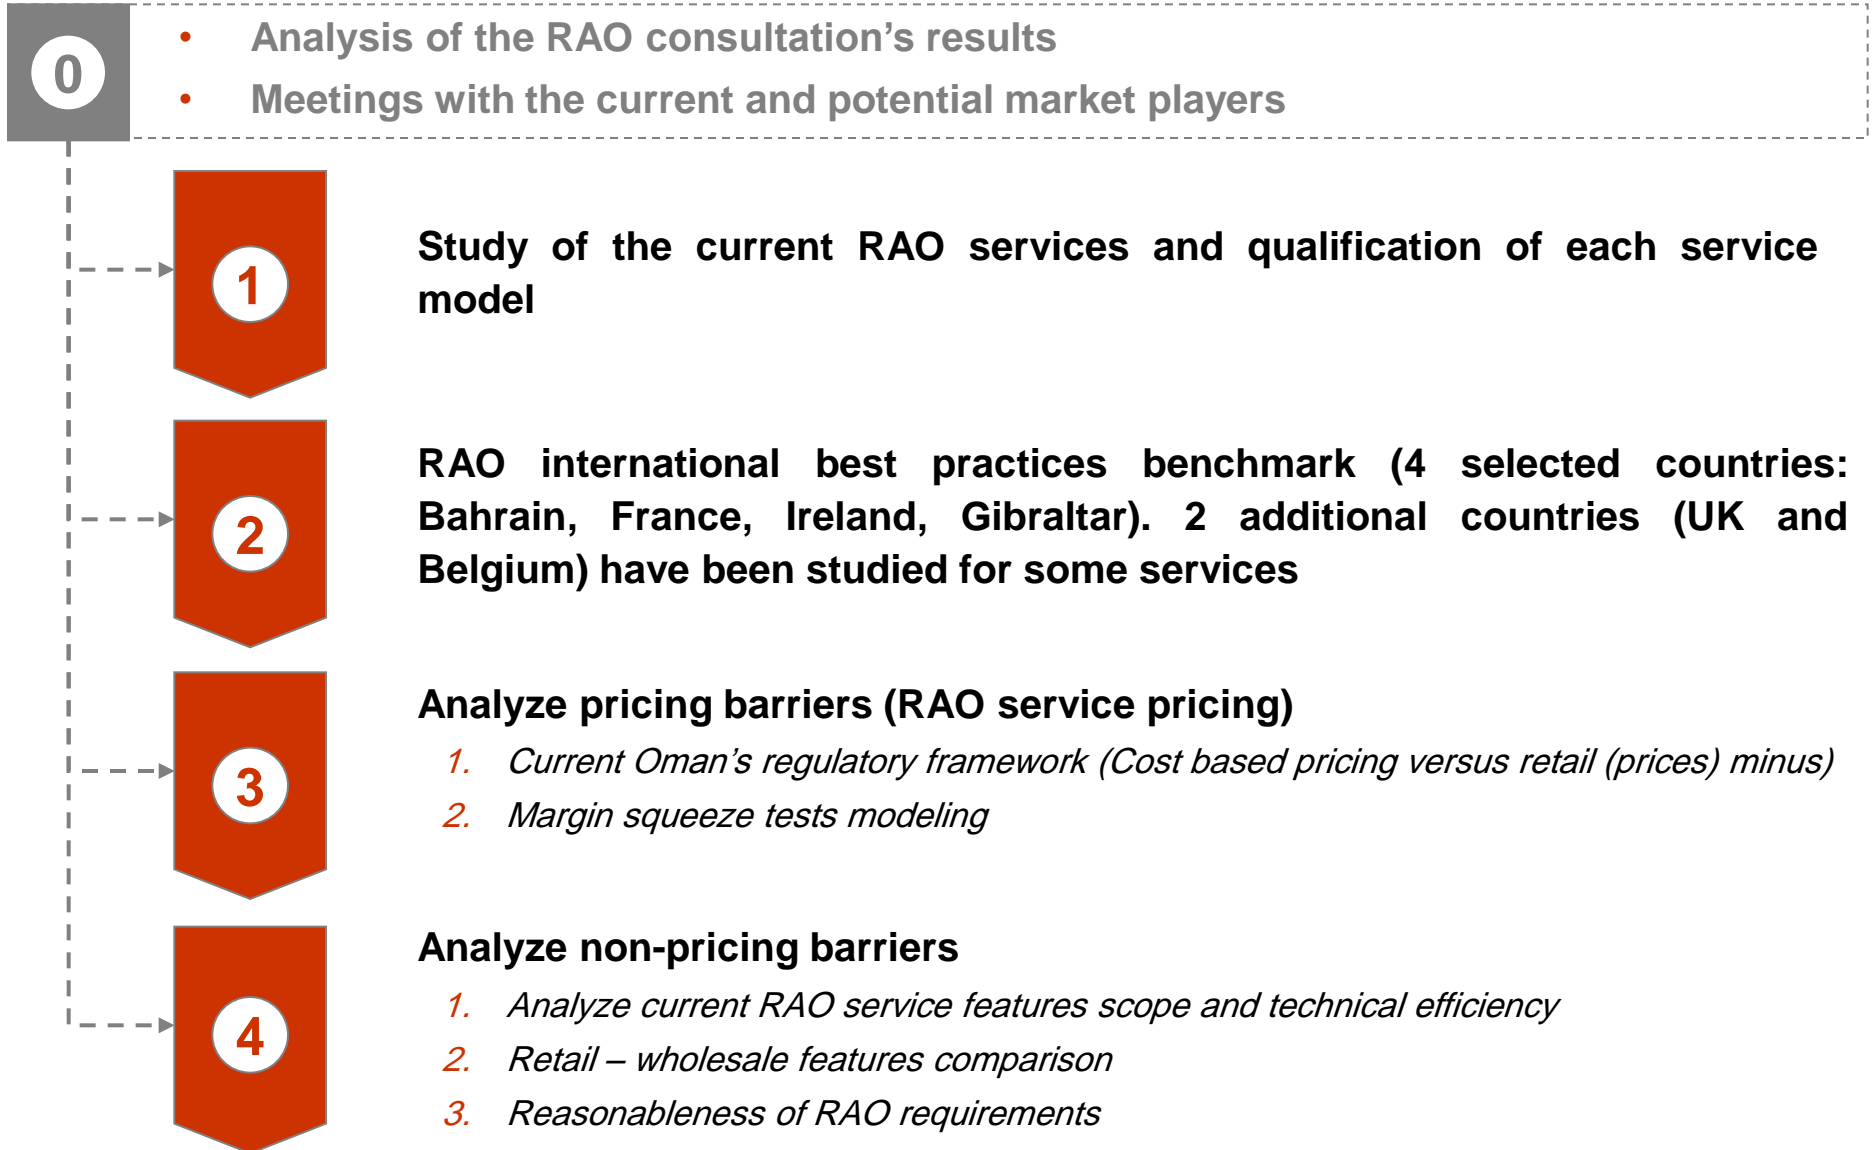 0
• Analysis of the RAO consultation's results
• Meetings with the current and potential market players
1
Study of the current RAO services and qualification of each service
model
2
RAO international best practices benchmark (4 selected countries:
Bahrain, France, Ireland, Gibraltar). 2 additional countries (UK and
Belgium) have been studied for some services
3
Analyze pricing barriers (RAO service pricing)
1. Current Oman's regulatory framework (Cost based pricing versus retail (prices) minus)
2. Margin squeeze tests modeling
4
Analyze non-pricing barriers
1. Analyze current RAO service features scope and technical efficiency
2. Retail – wholesale features comparison
3. Reasonableness of RAO requirements